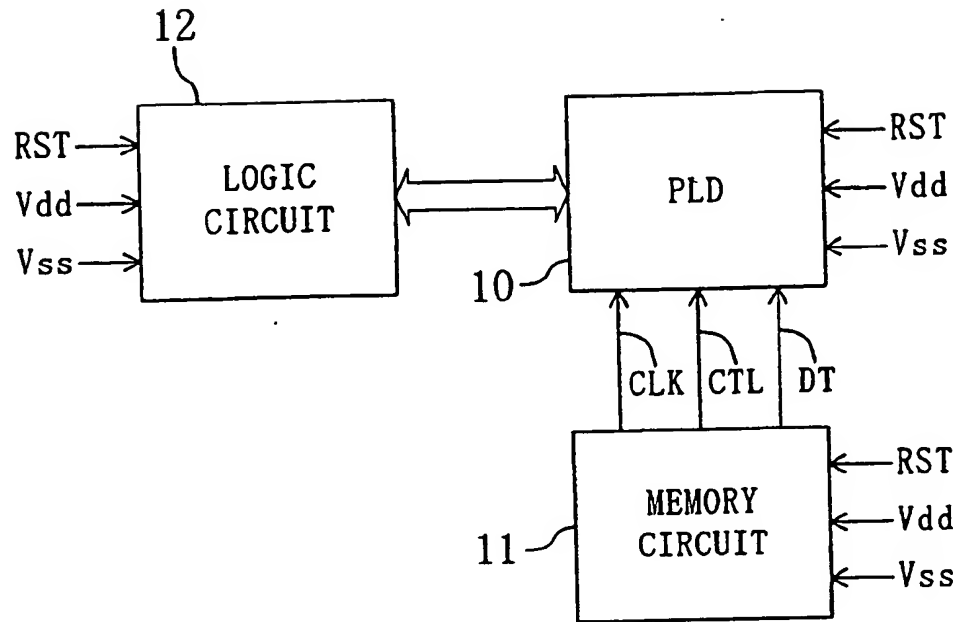 12
RST
Vdd
Vss
LOGIC
CIRCUIT
PLD
RST
Vdd
Vss
10
CLK
CTL
DT
11
MEMORY
CIRCUIT
RST
Vdd
Vss